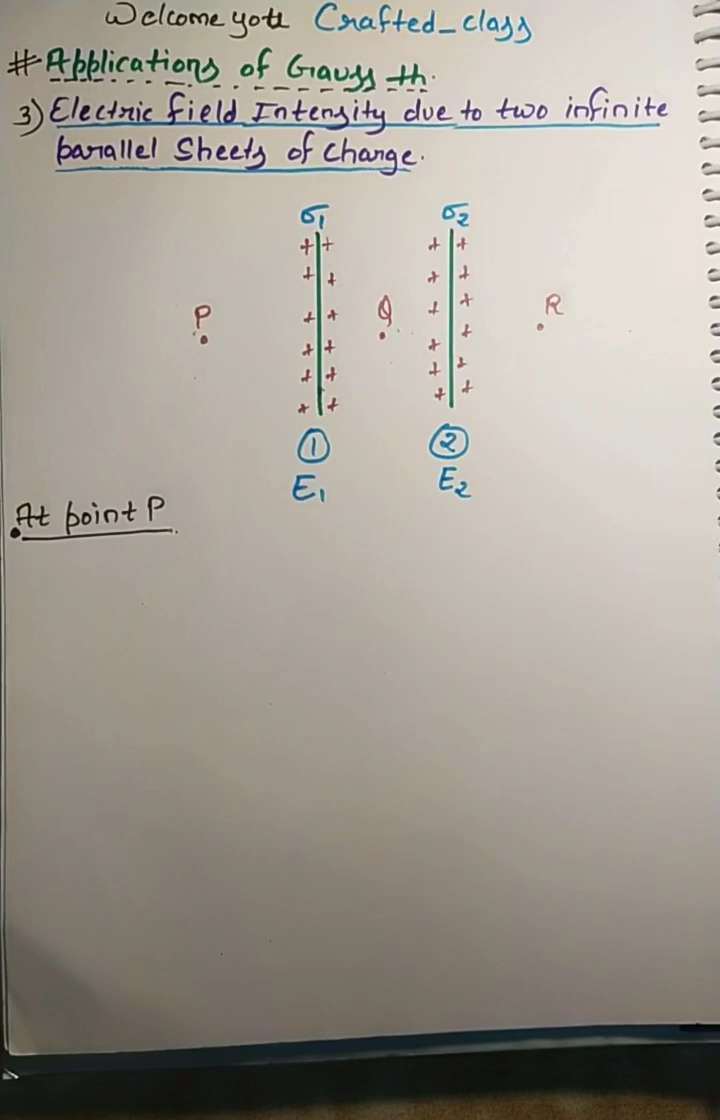 Welcome you Crafted_class
# Applications of Gauss th.
3) Electric field Intensity due to two infinite
parallel Sheets of Charge.
σ1 σ2
+ + + +
+ + + +
+ + + +
P Q R
+ + + +
+ + + +
+ + + +
1 2
E1 E2
At point P